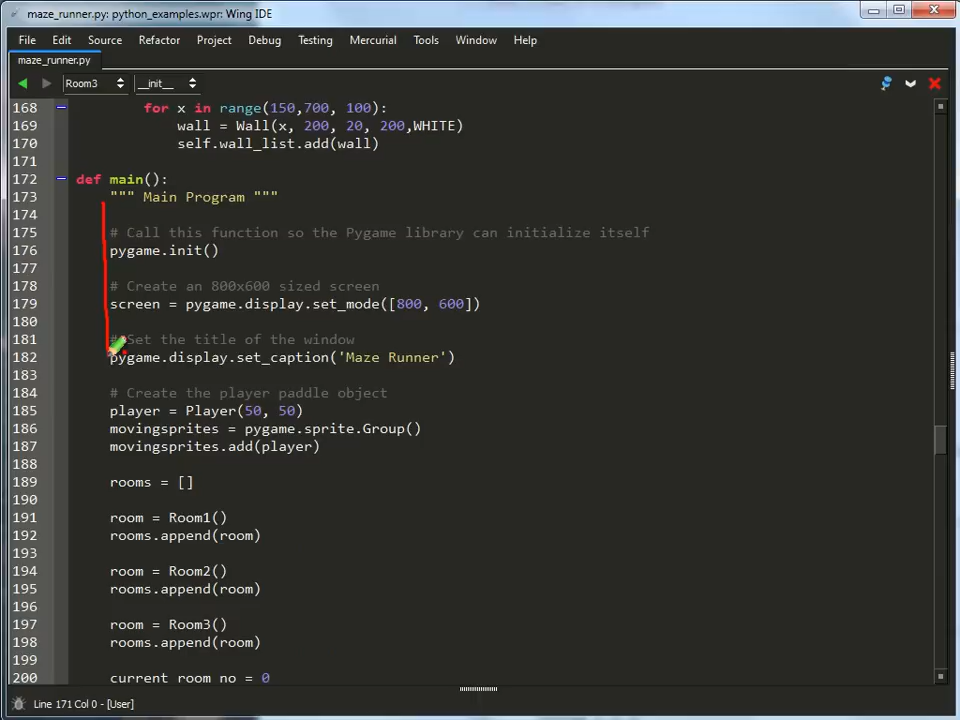 maze_runner.py: python_examples.wpr: Wing IDE
File Edit Source Refactor Project Debug Testing Mercurial Tools Window Help
maze_runner.py
Room3 __init__
168 for x in range(150,700, 100):
169 wall = Wall(x, 200, 20, 200,WHITE)
170 self.wall_list.add(wall)
171
172 def main():
173 """ Main Program """
174
175 # Call this function so the Pygame library can initialize itself
176 pygame.init()
177
178 # Create an 800x600 sized screen
179 screen = pygame.display.set_mode([800, 600])
180
181 # Set the title of the window
182 pygame.display.set_caption('Maze Runner')
183
184 # Create the player paddle object
185 player = Player(50, 50)
186 movingsprites = pygame.sprite.Group()
187 movingsprites.add(player)
188
189 rooms = []
190
191 room = Room1()
192 rooms.append(room)
193
194 room = Room2()
195 rooms.append(room)
196
197 room = Room3()
198 rooms.append(room)
199
200 current_room_no = 0
Line 171 Col 0 - [User]